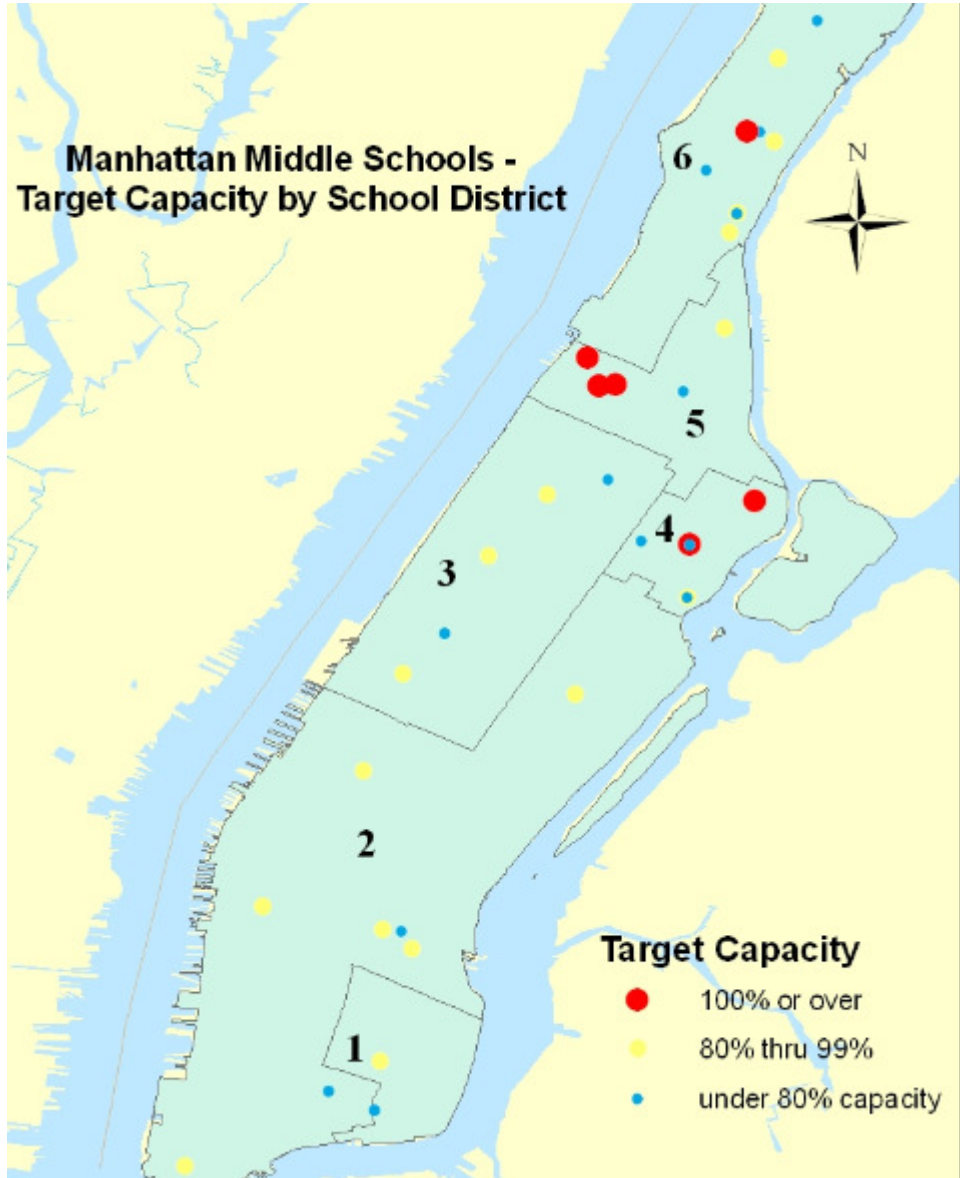 Manhattan Middle Schools -
Target Capacity by School District
N
6
5
4
3
2
1
Target Capacity
100% or over
80% thru 99%
under 80% capacity